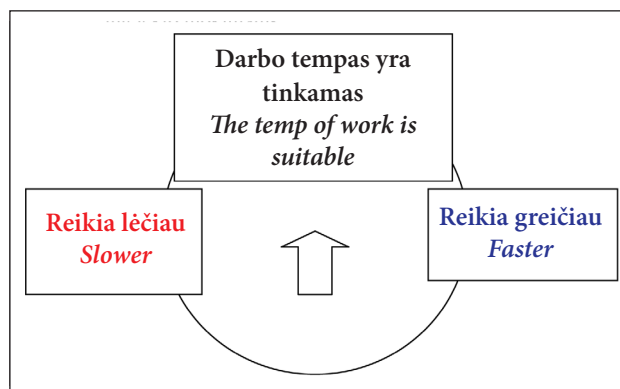 Darbo tempas yra
tinkamas
The temp of work is
suitable
Reikia lėčiau
Slower
Reikia greičiau
Faster